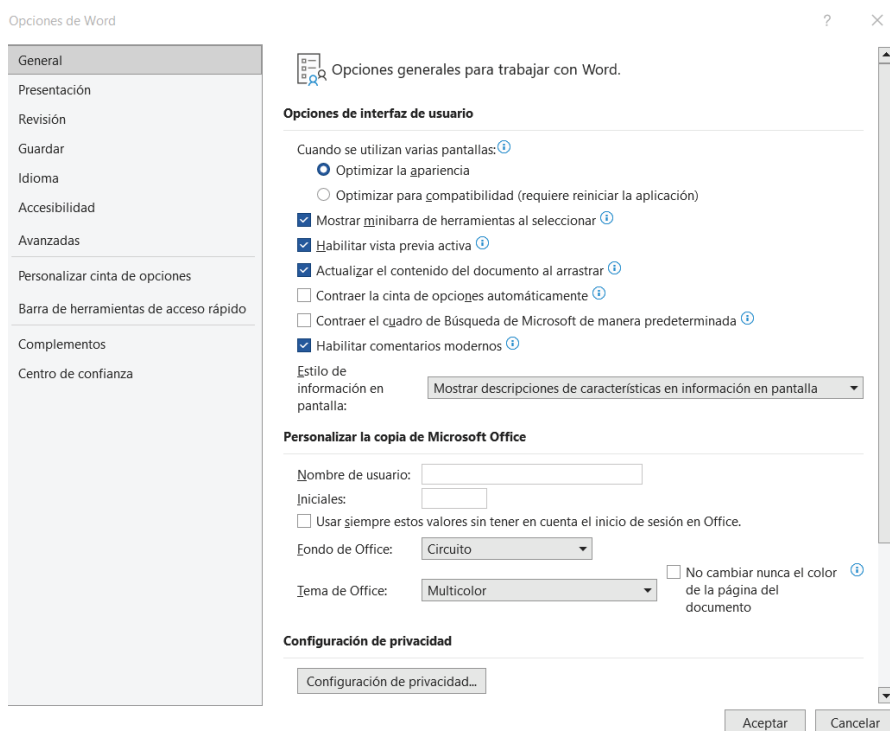 Opciones de Word
?
General
Presentación
Revisión
Guardar
Idioma
Accesibilidad
Avanzadas
Personalizar cinta de opciones
Barra de herramientas de acceso rápido
Complementos
Centro de confianza
Opciones generales para trabajar con Word.
Opciones de interfaz de usuario
Cuando se utilizan varias pantallas:
Optimizar la apariencia
Optimizar para compatibilidad (requiere reiniciar la aplicación)
Mostrar minibarra de herramientas al seleccionar
Habilitar vista previa activa
Actualizar el contenido del documento al arrastrar
Contraer la cinta de opciones automáticamente
Contraer el cuadro de Búsqueda de Microsoft de manera predeterminada
Habilitar comentarios modernos
Estilo de
información en
pantalla:
Mostrar descripciones de características en información en pantalla
Personalizar la copia de Microsoft Office
Nombre de usuario:
Iniciales:
Usar siempre estos valores sin tener en cuenta el inicio de sesión en Office.
Fondo de Office:
Circuito
Tema de Office:
Multicolor
No cambiar nunca el color
de la página del
documento
Configuración de privacidad
Configuración de privacidad...
Aceptar
Cancelar